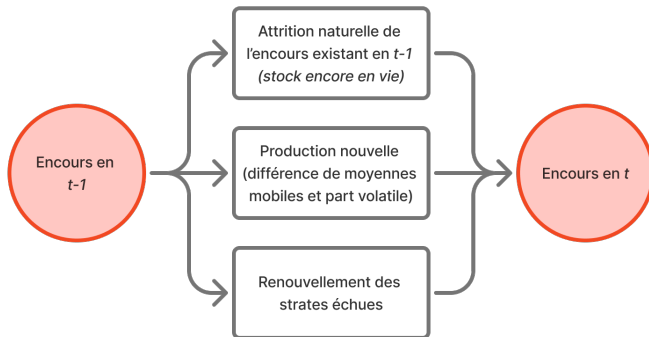 Encours en
t-1
Attrition naturelle de
l'encours existant en t-1
(stock encore en vie)
Production nouvelle
(différence de moyennes
mobiles et part volatile)
Renouvellement des
strates échues
Encours en t